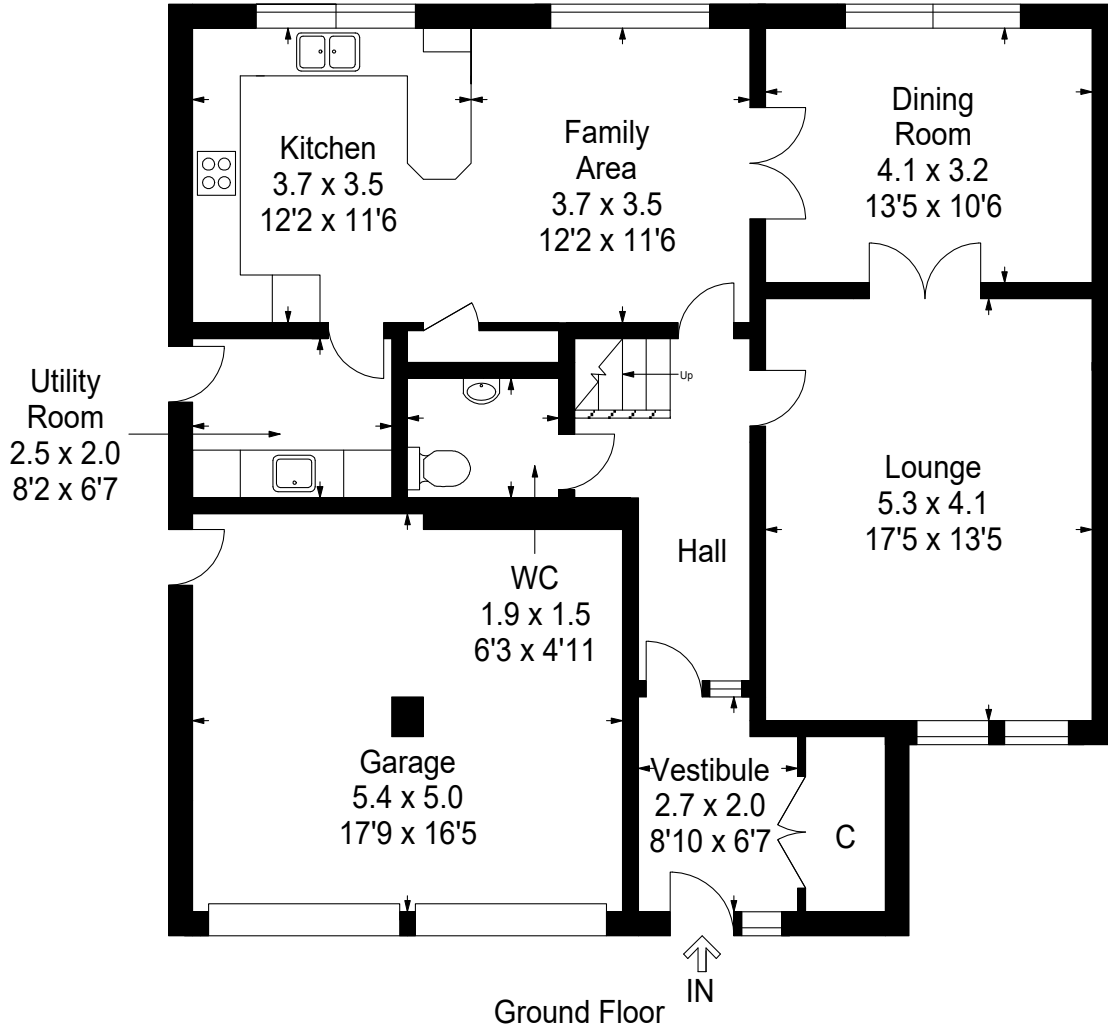 Kitchen
3.7 x 3.5
12'2 x 11'6
Family
Area
3.7 x 3.5
12'2 x 11'6
Dining
Room
4.1 x 3.2
13'5 x 10'6
Up
Utility
Room
2.5 x 2.0
8'2 x 6'7
Lounge
5.3 x 4.1
17'5 x 13'5
Hall
WC
1.9 x 1.5
6'3 x 4'11
Garage
5.4 x 5.0
17'9 x 16'5
Vestibule
2.7 x 2.0
8'10 x 6'7
C
IN
Ground Floor